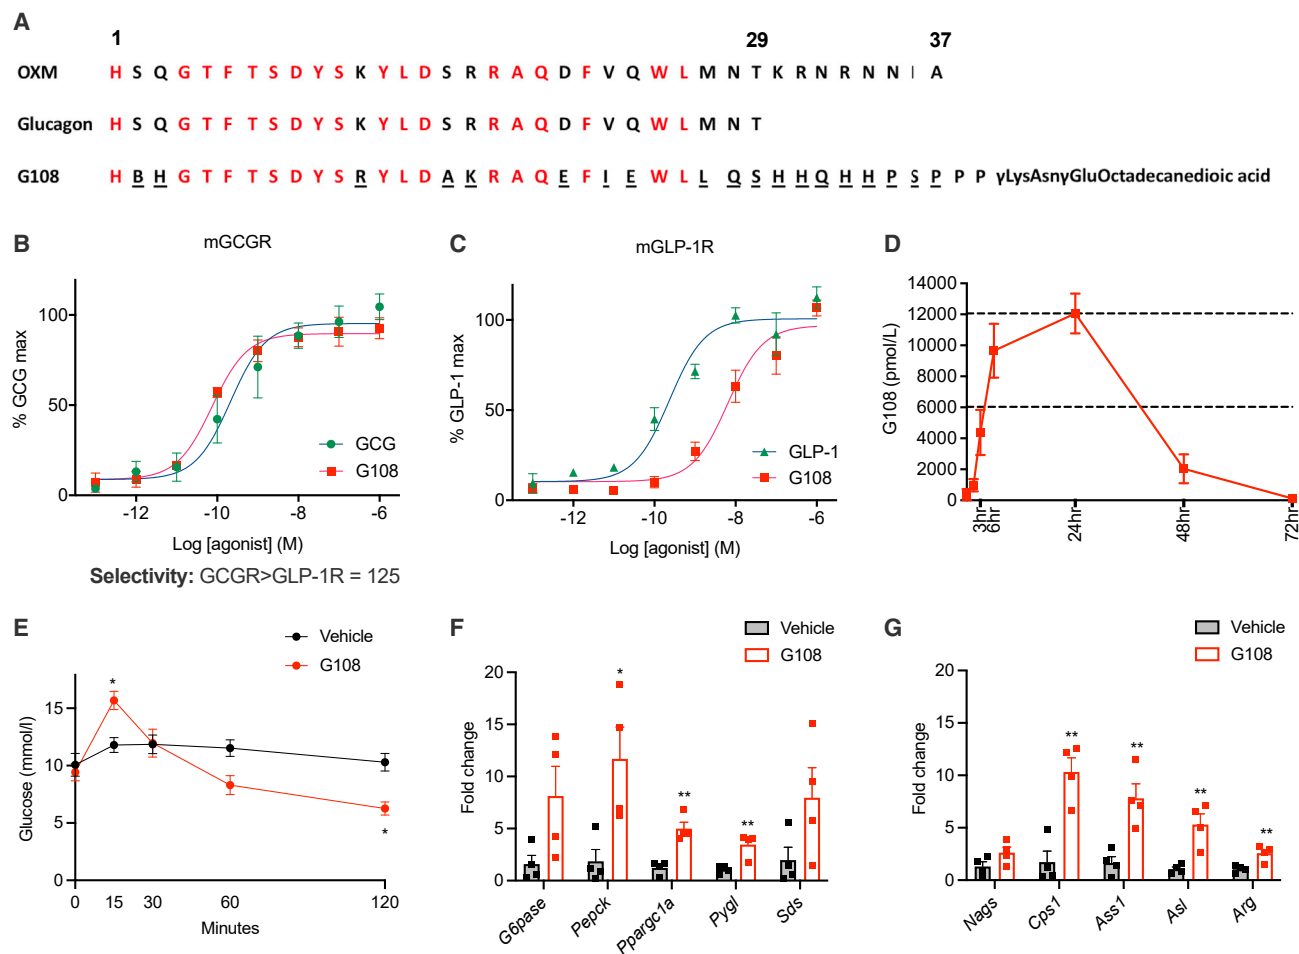 A
1 29 37
OXM H S Q G T F T S D Y S K Y L D S R R A Q D F V Q W L M N T K R N R N N I A
Glucagon H S Q G T F T S D Y S K Y L D S R R A Q D F V Q W L M N T
G108 H B H G T F T S D Y S R Y L D A K R A Q E F I E W L L Q S H H Q H H P S P P P γLysAsnγGluOctadecanedioic acid
B
mGCGR
% GCG max
100
50
0
-12 -10 -8 -6
Log [agonist] (M)
GCG
G108
Selectivity: GCGR>GLP-1R = 125
C
mGLP-1R
% GLP-1 max
100
50
0
-12 -10 -8 -6
Log [agonist] (M)
GLP-1
G108
D
G108 (pmol/L)
14000
12000
10000
8000
6000
4000
2000
0
3hr 6hr 24hr 48hr 72hr
E
Vehicle
G108
Glucose (mmol/l)
15
10
5
0
0 15 30 60 120
Minutes
*
*
F
Vehicle
G108
Fold change
20
15
10
5
0
* ** **
G6pase Pepck Ppargc1a Pygl Sds
G
Vehicle
G108
Fold change
20
15
10
5
0
** ** ** **
Nags Cps1 Ass1 Asl Arg